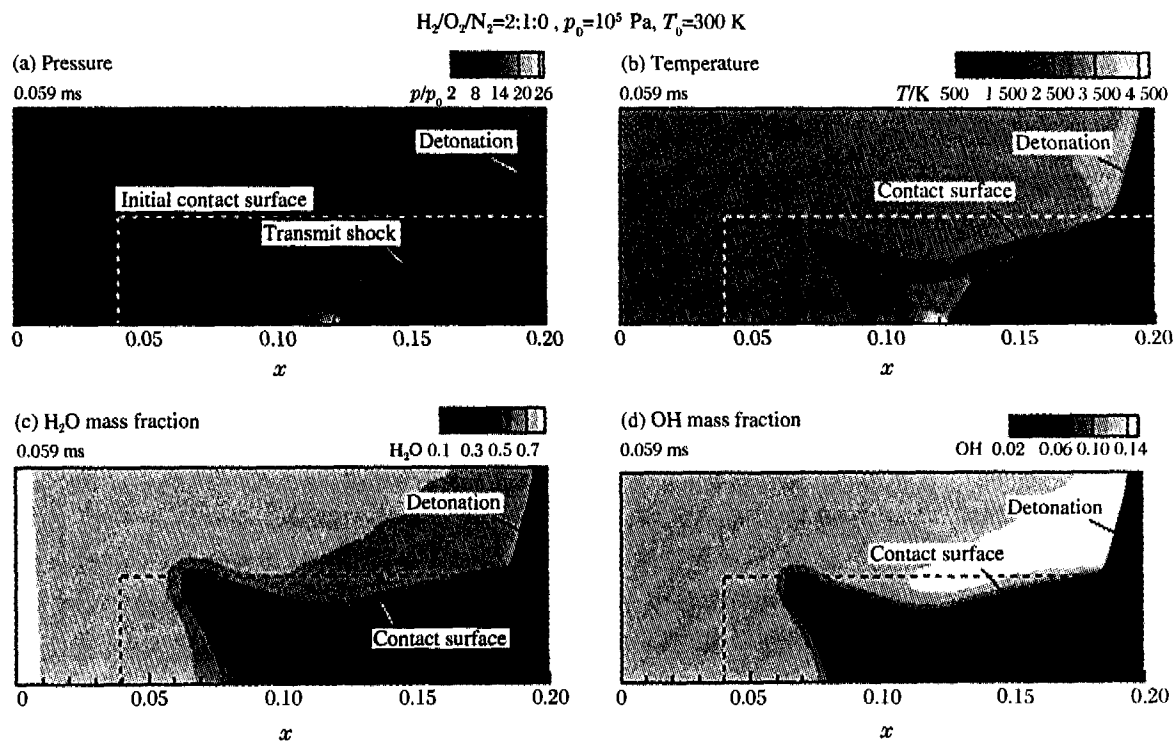 H₂/O₂/N₂=2:1:0 , p₀=10⁵ Pa, T₀=300 K
(a) Pressure
0.059 ms
p/p₀ 2 8 14 20 26
Detonation
Initial contact surface
Transmit shock
0 0.05 0.10 0.15 0.20
x
(b) Temperature
0.059 ms
T/K 500 1 500 2 500 3 500 4 500
Detonation
Contact surface
0 0.05 0.10 0.15 0.20
x
(c) H₂O mass fraction
0.059 ms
H₂O 0.1 0.3 0.5 0.7
Detonation
Contact surface
0 0.05 0.10 0.15 0.20
x
(d) OH mass fraction
0.059 ms
OH 0.02 0.06 0.10 0.14
Detonation
Contact surface
0 0.05 0.10 0.15 0.20
x